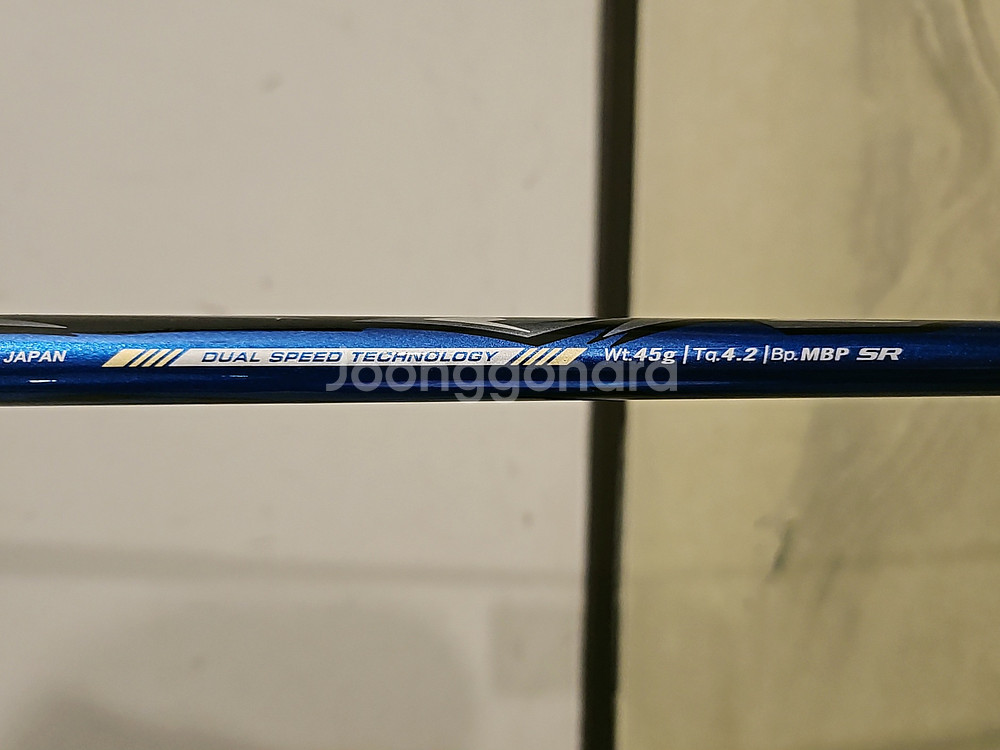 JAPAN DUAL SPEED TECHNOLOGY Wt.45g | Tq.4.2 | Bp.MBP SR
Joonggonara